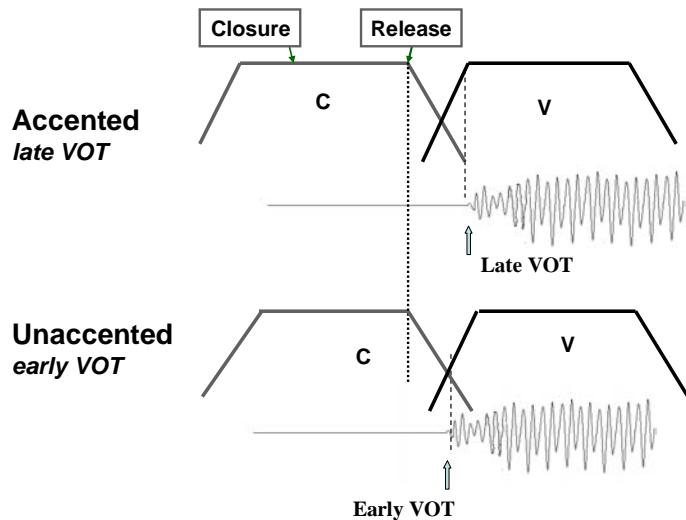 Closure
Release
C
V
Accented
late VOT
Late VOT
Unaccented
early VOT
C
V
Early VOT